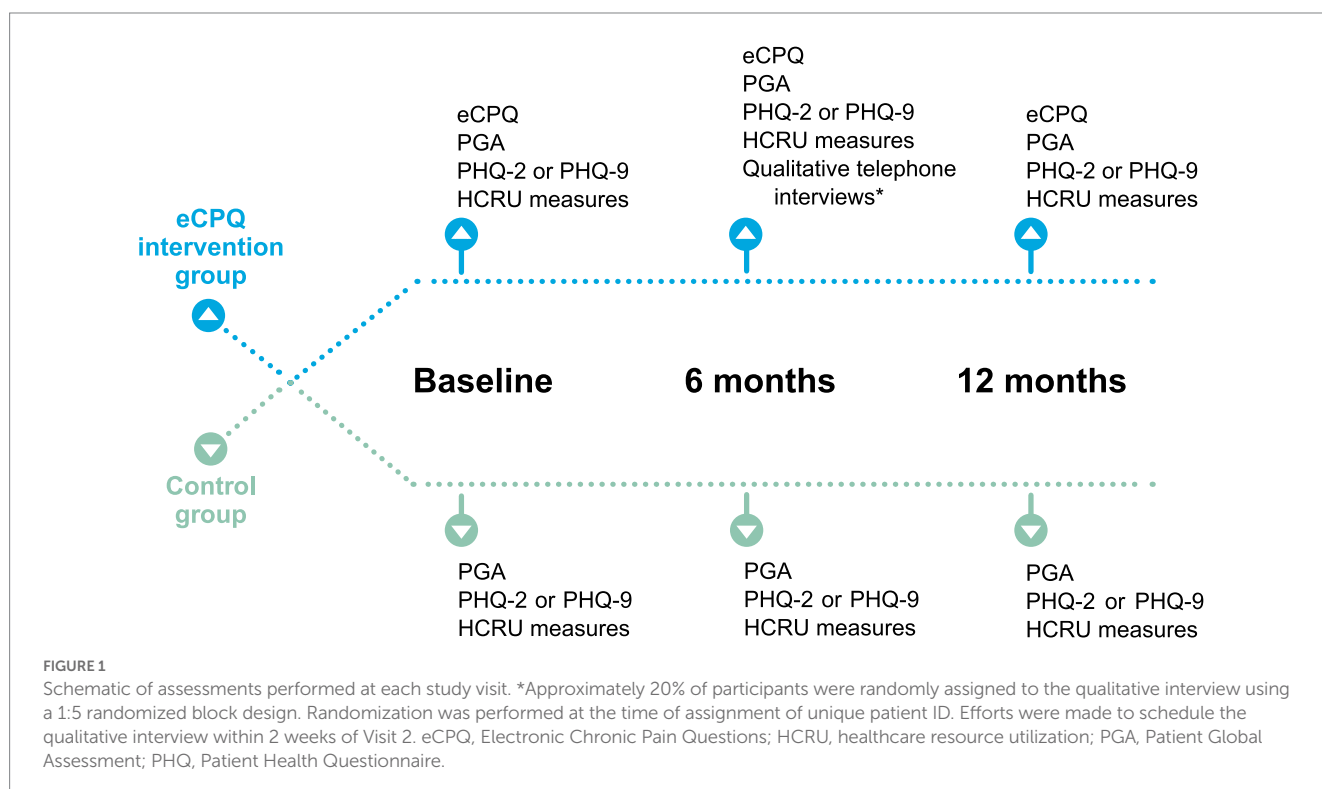 eCPQ
PGA
PHQ-2 or PHQ-9
HCRU measures
eCPQ
PGA
PHQ-2 or PHQ-9
HCRU measures
Qualitative telephone
interviews*
eCPQ
PGA
PHQ-2 or PHQ-9
HCRU measures
eCPQ
intervention
group
Baseline
6 months
12 months
Control
group
PGA
PHQ-2 or PHQ-9
HCRU measures
PGA
PHQ-2 or PHQ-9
HCRU measures
PGA
PHQ-2 or PHQ-9
HCRU measures
FIGURE 1
Schematic of assessments performed at each study visit. *Approximately 20% of participants were randomly assigned to the qualitative interview using
a 1:5 randomized block design. Randomization was performed at the time of assignment of unique patient ID. Efforts were made to schedule the
qualitative interview within 2 weeks of Visit 2. eCPQ, Electronic Chronic Pain Questions; HCRU, healthcare resource utilization; PGA, Patient Global
Assessment; PHQ, Patient Health Questionnaire.